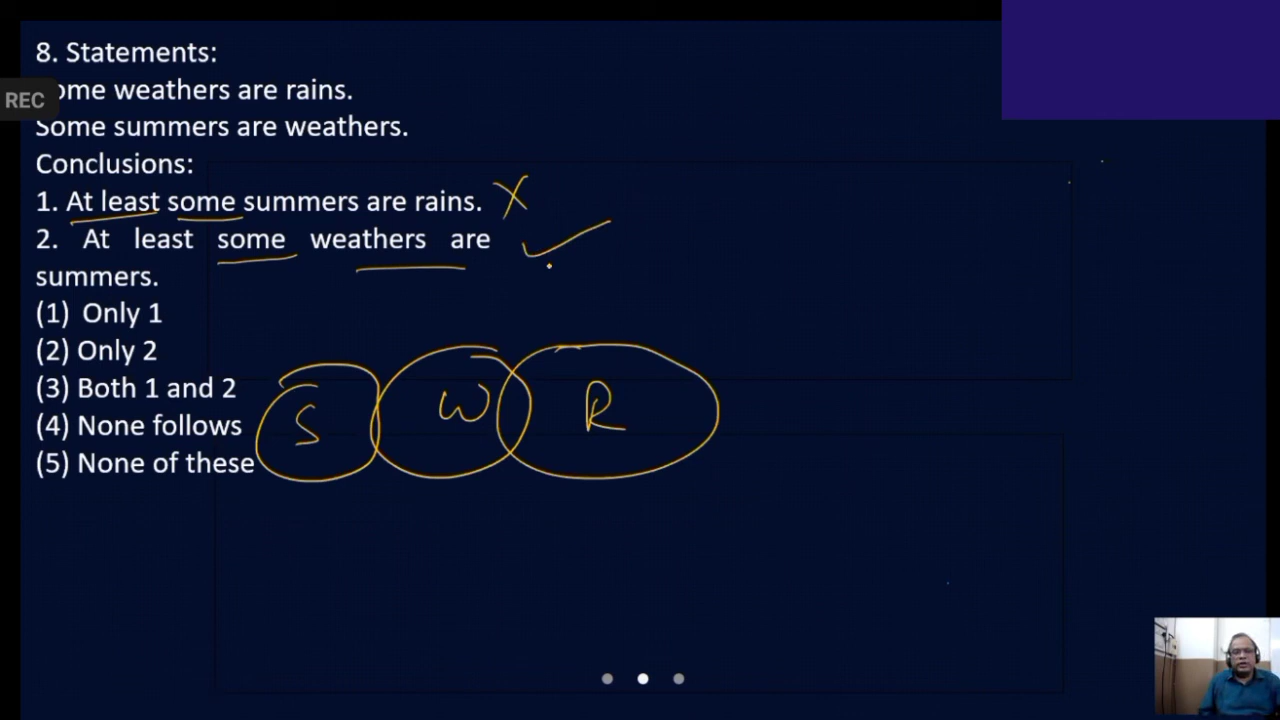 8. Statements:
REC
ome weathers are rains.
Some summers are weathers.
Conclusions:
1. At least some summers are rains. X
2. At least some weathers are
summers.
(1) Only 1
(2) Only 2
(3) Both 1 and 2
(4) None follows
(5) None of these
S W R